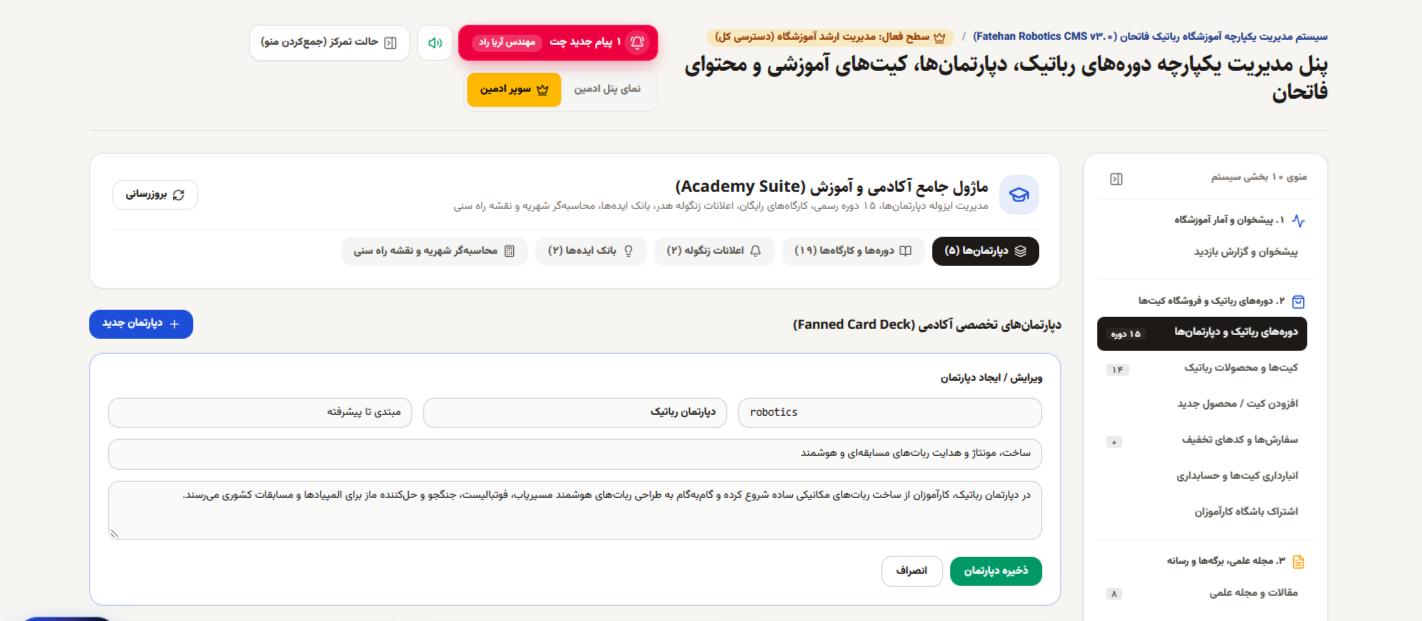 سیستم مدیریت یکپارچه آموزشگاه رباتیک فاتحان (Fatehan Robotics CMS v۳.۰) / سطح فعال: مدیریت ارشد آموزشگاه (دسترسی کل)
پنل مدیریت یکپارچه دوره‌های رباتیک، دپارتمان‌ها، کیت‌های آموزشی و محتوای
فاتحان
۱ پیام جدید چت مهندس آریا راد
حالت تمرکز (جمع‌کردن منو)
نمای پنل ادمین
سوپر ادمین
منوی ۱۰ بخشی سیستم
۱. پیشخوان و آمار آموزشگاه
پیشخوان و گزارش بازدید
۲. دوره‌های رباتیک و فروشگاه کیت‌ها
دوره‌های رباتیک و دپارتمان‌ها ۱۵ دوره
کیت‌ها و محصولات رباتیک ۱۴
افزودن کیت / محصول جدید
سفارش‌ها و کدهای تخفیف ۰
انبارداری کیت‌ها و حسابداری
اشتراک باشگاه کارآموزان
۳. مجله علمی، برگه‌ها و رسانه
مقالات و مجله علمی ۸
ماژول جامع آکادمی و آموزش (Academy Suite)
مدیریت ایزوله دپارتمان‌ها، ۱۵ دوره رسمی، کارگاه‌های رایگان، اعلانات زنگوله هدر، بانک ایده‌ها، محاسبه‌گر شهریه و نقشه راه سنی
بروزرسانی
دپارتمان‌ها (۵)
دوره‌ها و کارگاه‌ها (۱۹)
اعلانات زنگوله (۲)
بانک ایده‌ها (۲)
محاسبه‌گر شهریه و نقشه راه سنی
دپارتمان‌های تخصصی آکادمی (Fanned Card Deck)
+ دپارتمان جدید
ویرایش / ایجاد دپارتمان
robotics
دپارتمان رباتیک
مبتدی تا پیشرفته
ساخت، مونتاژ و هدایت ربات‌های مسابقه‌ای و هوشمند
در دپارتمان رباتیک، کارآموزان از ساخت ربات‌های مکانیکی ساده شروع کرده و گام‌به‌گام به طراحی ربات‌های هوشمند مسیریاب، فوتبالیست، جنگجو و حل‌کننده ماز برای المپیادها و مسابقات کشوری می‌رسند.
ذخیره دپارتمان
انصراف